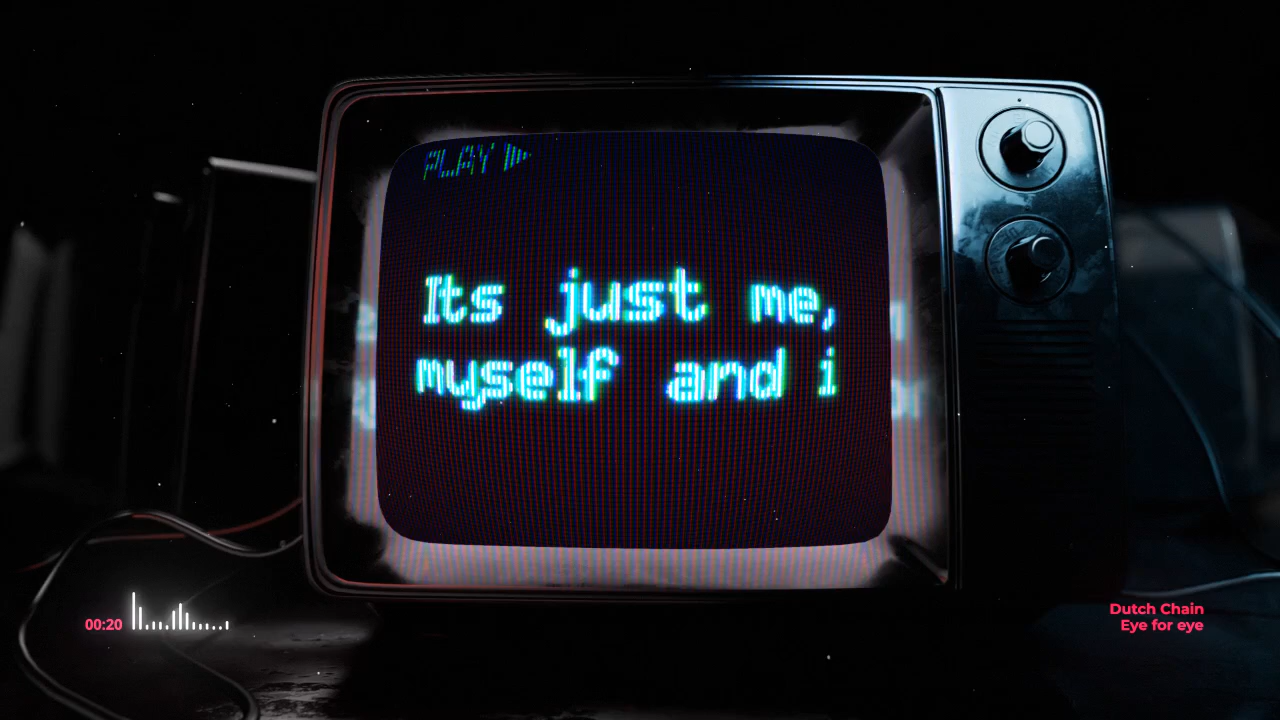 PLAY
Its just me,
myself and i
00:20
Dutch Chain
Eye for eye